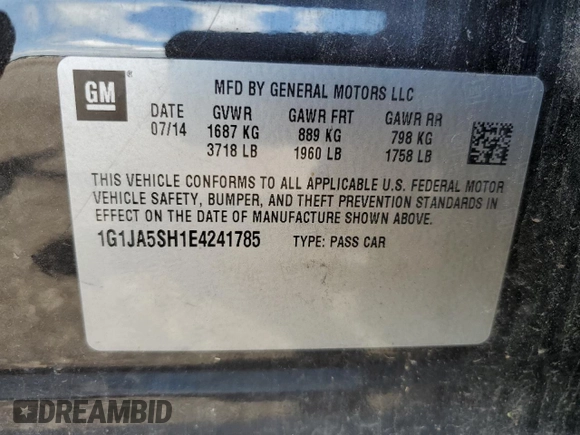 GM
MFD BY GENERAL MOTORS LLC
DATE GVWR GAWR FRT GAWR RR
07/14 1687 KG 889 KG 798 KG
3718 LB 1960 LB 1758 LB
THIS VEHICLE CONFORMS TO ALL APPLICABLE U.S. FEDERAL MOTOR
VEHICLE SAFETY, BUMPER, AND THEFT PREVENTION STANDARDS IN
EFFECT ON THE DATE OF MANUFACTURE SHOWN ABOVE.
1G1JA5SH1E4241785 TYPE: PASS CAR
DREAMBID